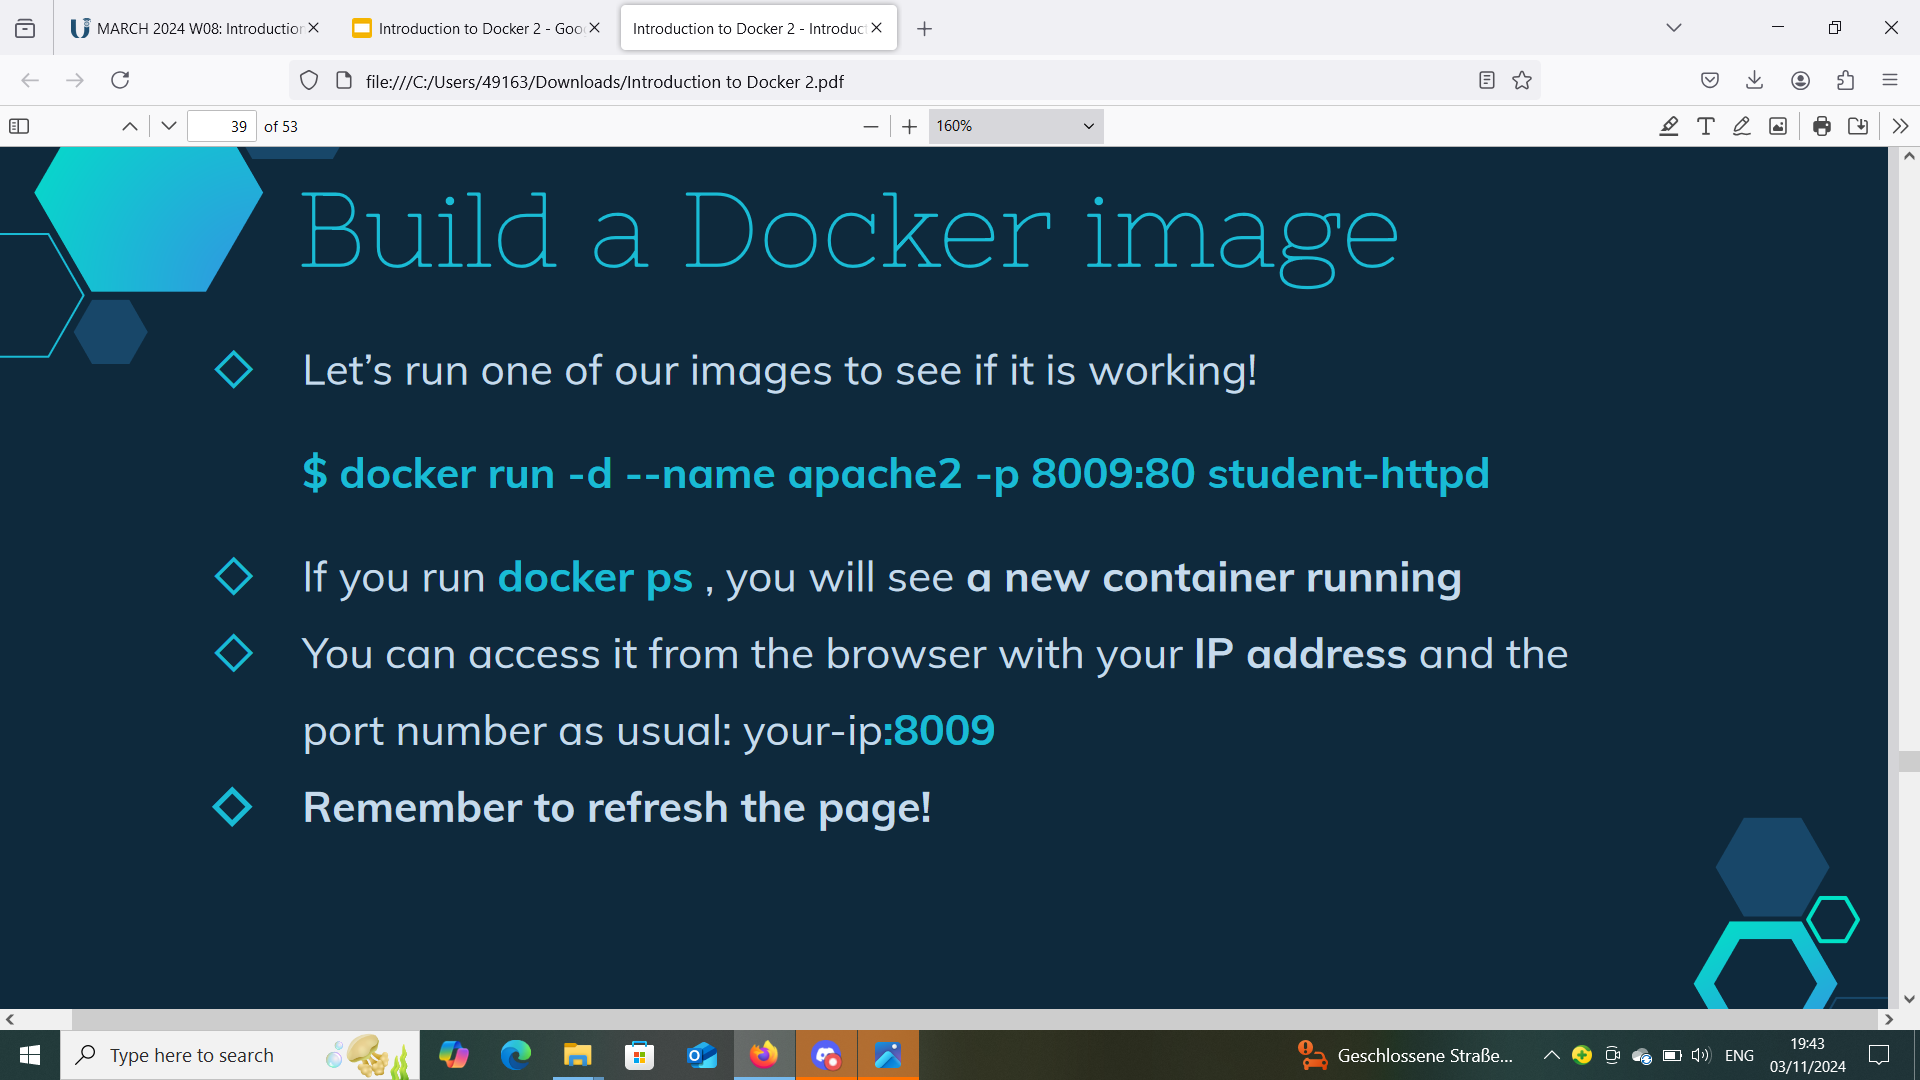 MARCH 2024 W08: Introduction
Introduction to Docker 2 - Goo
Introduction to Docker 2 - Introduc
file:///C:/Users/49163/Downloads/Introduction to Docker 2.pdf
39 of 53
160%
Build a Docker image
Let's run one of our images to see if it is working!
$ docker run -d --name apache2 -p 8009:80 student-httpd
If you run docker ps , you will see a new container running
You can access it from the browser with your IP address and the
port number as usual: your-ip:8009
Remember to refresh the page!
Type here to search
Geschlossene Straße...
ENG
19:43
03/11/2024